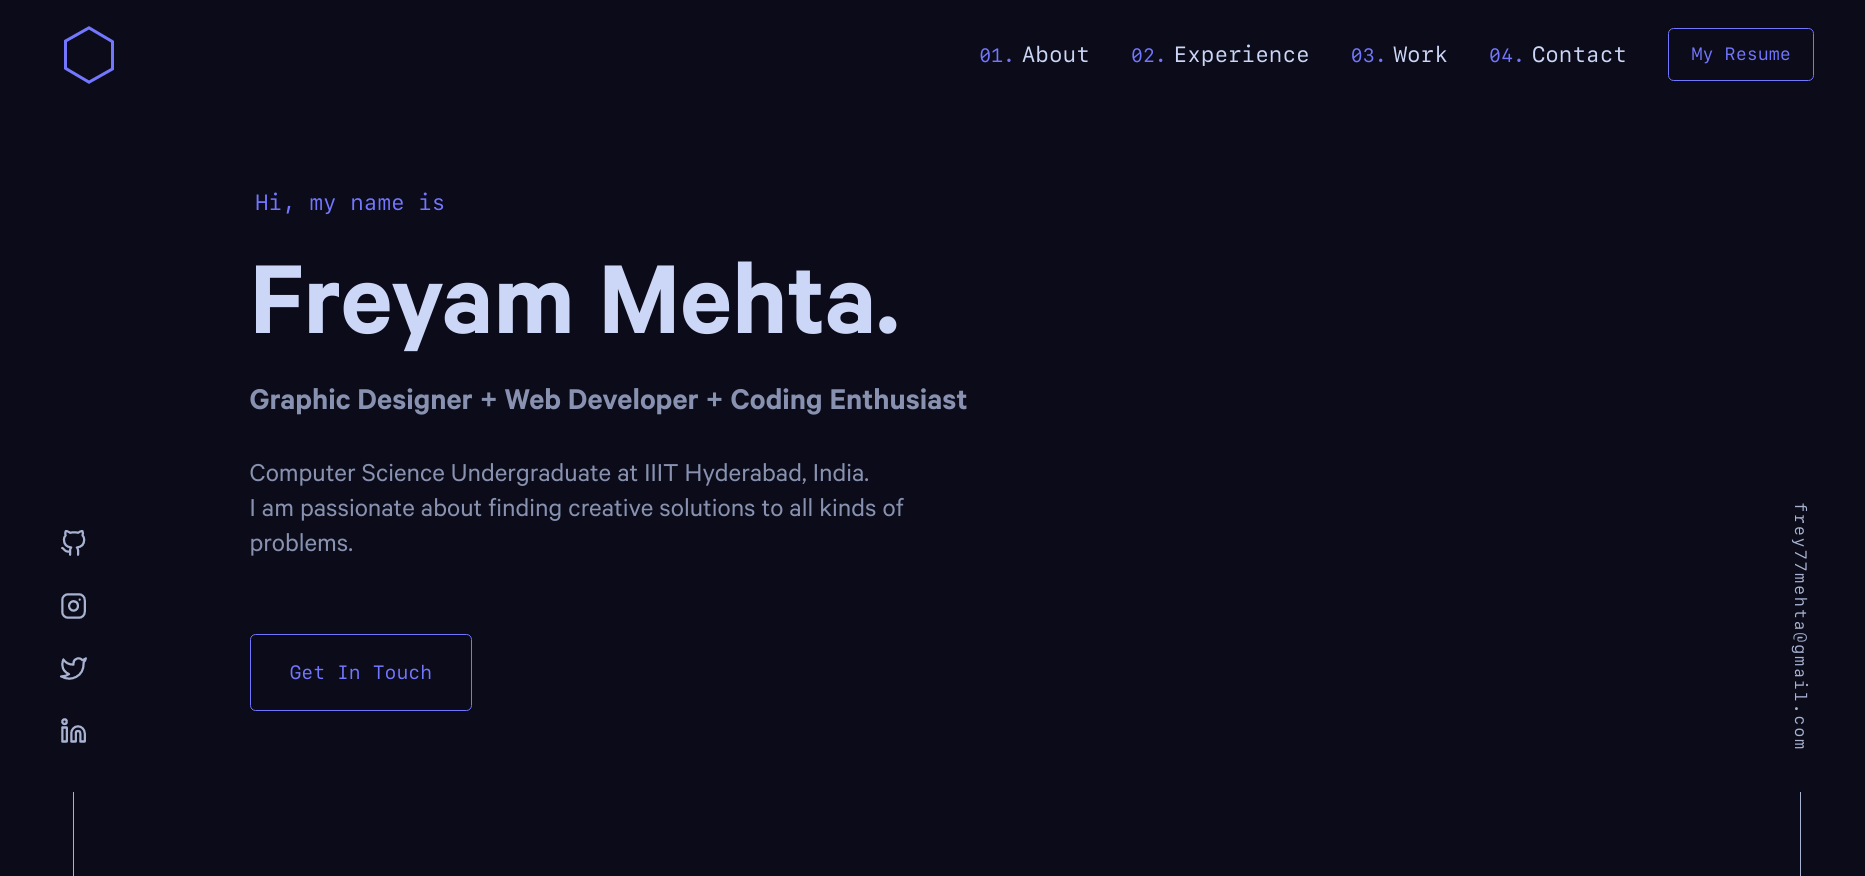 01. About 02. Experience 03. Work 04. Contact My Resume
Hi, my name is
Freyam Mehta.
Graphic Designer + Web Developer + Coding Enthusiast
Computer Science Undergraduate at IIIT Hyderabad, India.
I am passionate about finding creative solutions to all kinds of
problems.
Get In Touch
frey77mehta@gmail.com